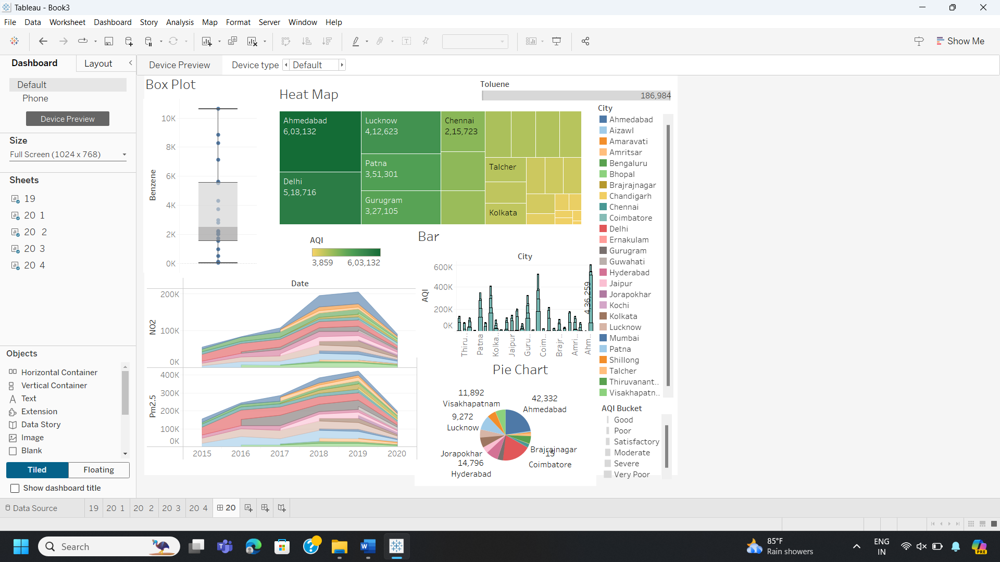 Tableau - Book3
File Data Worksheet Dashboard Story Analysis Map Format Server Window Help
Show Me
Dashboard Layout
Default
Phone
Device Preview
Size
Full Screen (1024 x 768)
Sheets
19
20 1
20 2
20 3
20 4
Objects
Horizontal Container
Vertical Container
Text
Extension
Data Story
Image
Blank
Tiled Floating
Show dashboard title
Device Preview Device type Default
Box Plot
Benzene
10K
8K
6K
4K
2K
0K
Heat Map
Ahmedabad
6,03,132
Delhi
5,18,716
Lucknow
4,12,623
Patna
3,51,301
Gurugram
3,27,105
Chennai
2,15,723
Talcher
Kolkata
AQI
3,859 6,03,132
Toluene
186,984
City
Ahmedabad
Aizawl
Amaravati
Amritsar
Bengaluru
Bhopal
Brajrajnagar
Chandigarh
Chennai
Coimbatore
Delhi
Ernakulam
Gurugram
Guwahati
Hyderabad
Jaipur
Jorapokhar
Kochi
Kolkata
Lucknow
Mumbai
Patna
Shillong
Talcher
Thiruvanant..
Visakhapatn..
AQI Bucket
Good
Poor
Satisfactory
Moderate
Severe
Very Poor
Date
NO2
200K
100K
0K
Pm2.5
400K
300K
200K
100K
0K
2015 2016 2017 2018 2019 2020
Bar
City
AQI
600K
400K
200K
0K
4,36,259
Thiru.. Patna Kolka.. Jaipur Guru.. Coim.. Brajr.. Amri.. Ahm..
Pie Chart
11,892
Visakhapatnam
42,332
Ahmedabad
9,272
Lucknow
Brajrajnagar
15
Coimbatore
Jorapokhar
14,796
Hyderabad
Data Source 19 20 1 20 2 20 3 20 4 20
Search
85°F
Rain showers
ENG
IN
PRE